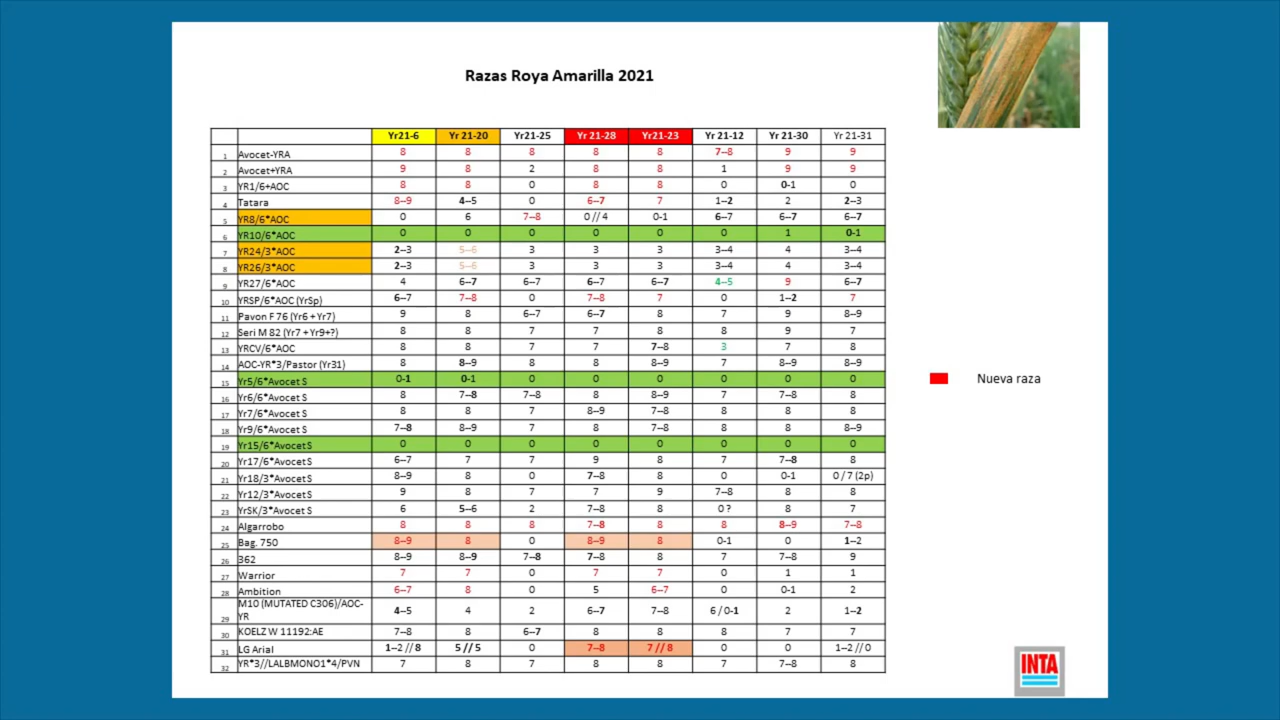 Razas Roya Amarilla 2021
Yr21-6 Yr 21-20 Yr21-25 Yr 21-28 Yr21-23 Yr 21-12 Yr 21-30 Yr 21-31
1 Avocet-YRA 8 8 8 8 8 7--8 9 9
2 Avocet+YRA 9 8 2 8 8 1 9 9
3 YR1/6+AOC 8 8 0 8 8 0 0-1 0
4 Tatara 8--9 4--5 0 6--7 7 1--2 2 2--3
5 YR8/6*AOC 0 6 7--8 0 // 4 0-1 6--7 6--7 6--7
6 YR10/6*AOC 0 0 0 0 0 0 1 0-1
7 YR24/3*AOC 2--3 5--6 3 3 3 3--4 4 3--4
8 YR26/3*AOC 2--3 5--6 3 3 3 3--4 4 3--4
9 YR27/6*AOC 4 6--7 6--7 6--7 6--7 4--5 9 6--7
10 YRSP/6*AOC (YrSp) 6--7 7--8 0 7--8 7 0 1--2 7
11 Pavon F 76 (Yr6 + Yr7) 9 8 6--7 6--7 8 7 9 8--9
12 Seri M 82 (Yr7 + Yr9+?) 8 8 7 7 8 8 9 7
13 YRCV/6*AOC 8 8 7 7 7--8 3 7 8
14 AOC-YR*3/Pastor (Yr31) 8 8--9 8 8 8--9 7 8--9 8--9
15 Yr5/6*Avocet S 0-1 0-1 0 0 0 0 0 0
16 Yr6/6*Avocet S 8 7--8 7--8 8 8--9 7 7--8 8
17 Yr7/6*Avocet S 8 8 7 8--9 7--8 8 8 8
18 Yr9/6*Avocet S 7--8 8--9 7 8 7--8 8 8 8--9
19 Yr15/6*Avocet S 0 0 0 0 0 0 0 0
20 Yr17/6*Avocet S 6--7 7 7 9 8 7 7--8 8
21 Yr18/3*Avocet S 8--9 8 0 7--8 8 0 0-1 0 / 7 (2p)
22 Yr12/3*Avocet S 9 8 7 7 9 7--8 8 8
23 YrSK/3*Avocet S 6 5--6 2 7--8 8 0 ? 8 7
24 Algarrobo 8 8 8 7--8 8 8 8--9 7--8
25 Bag. 750 8--9 8 0 8--9 8 0-1 0 1--2
26 362 8--9 8--9 7--8 7--8 8 7 7--8 9
27 Warrior 7 7 0 7 7 0 1 1
28 Ambition 6--7 8 0 5 6--7 0 0-1 2
M10 (MUTATED C306)/AOC-
29 YR 4--5 4 2 6--7 7--8 6 / 0-1 2 1--2
30 KOELZ W 11192:AE 7--8 8 6--7 8 8 8 7 7
31 LG Arial 1--2 // 8 5 // 5 0 7--8 7 // 8 0 0 1--2 // 0
32 YR*3//LALBMONO1*4/PVN 7 8 7 8 8 7 7--8 8
Nueva raza
INTA